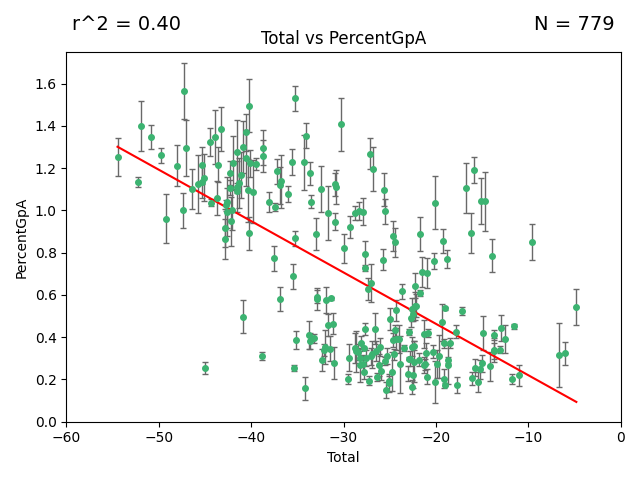 r^2 = 0.40 N = 779
Total vs PercentGpA
1.6
1.4
1.2
1.0
0.8
0.6
0.4
0.2
0.0
PercentGpA
−60 −50 −40 −30 −20 −10 0
Total